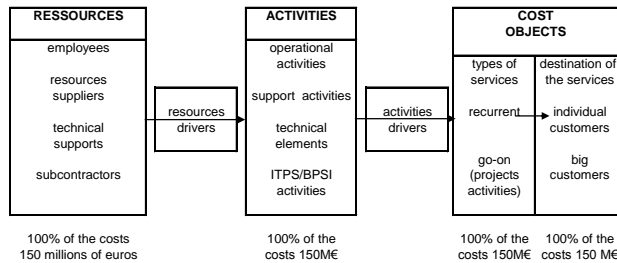 RESSOURCES
employees
resources
suppliers
technical
supports
subcontractors
100% of the costs
150 millions of euros
resources
drivers
ACTIVITIES
operational
activities
support activities
technical
elements
ITPS/BPSI
activities
100% of the
costs 150M€
activities
drivers
COST
OBJECTS
types of
services
recurrent
go-on
(projects
activities)
100% of the
costs 150M€
destination of
the services
individual
customers
big
customers
100% of the
costs 150 M€